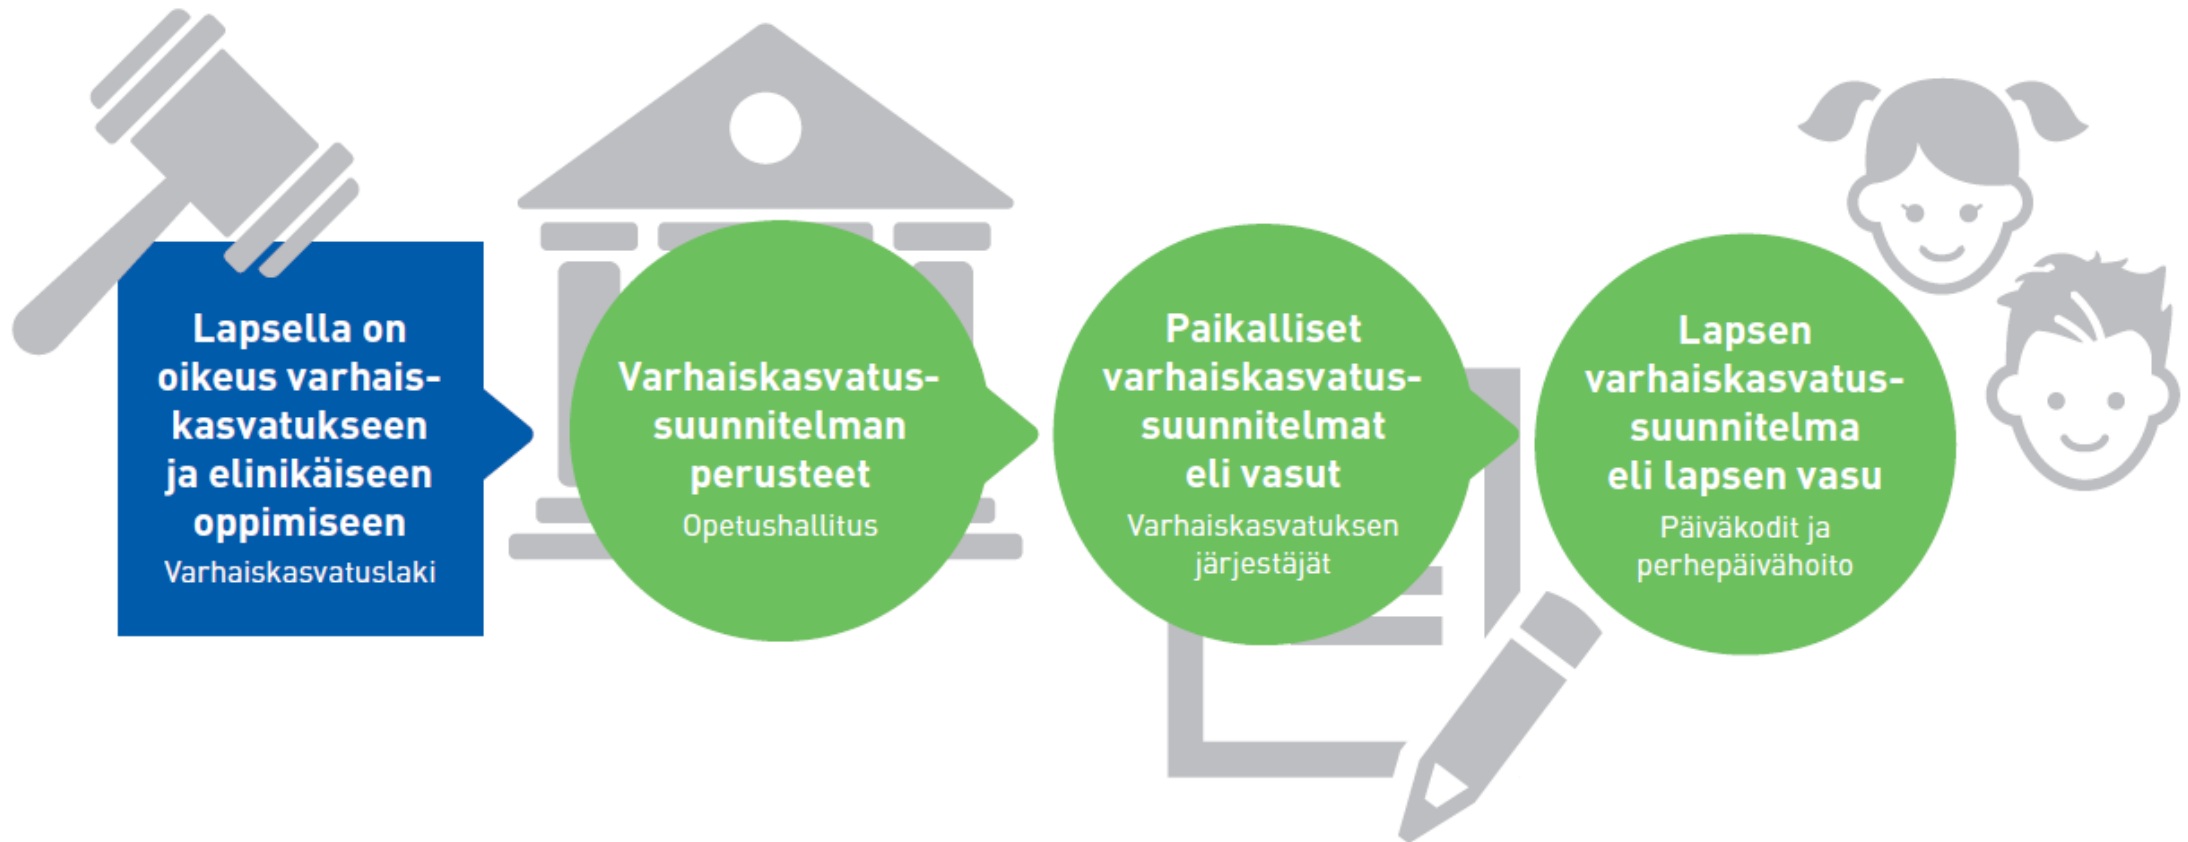 Lapsella on
oikeus varhais-
kasvatukseen
ja elinikäiseen
oppimiseen
Varhaiskasvatuslaki
Varhaiskasvatus-
suunnitelman
perusteet
Opetushallitus
Paikalliset
varhaiskasvatus-
suunnitelmat
eli vasut
Varhaiskasvatuksen
järjestäjät
Lapsen
varhaiskasvatus-
suunnitelma
eli lapsen vasu
Päiväkodit ja
perhepäivähoito